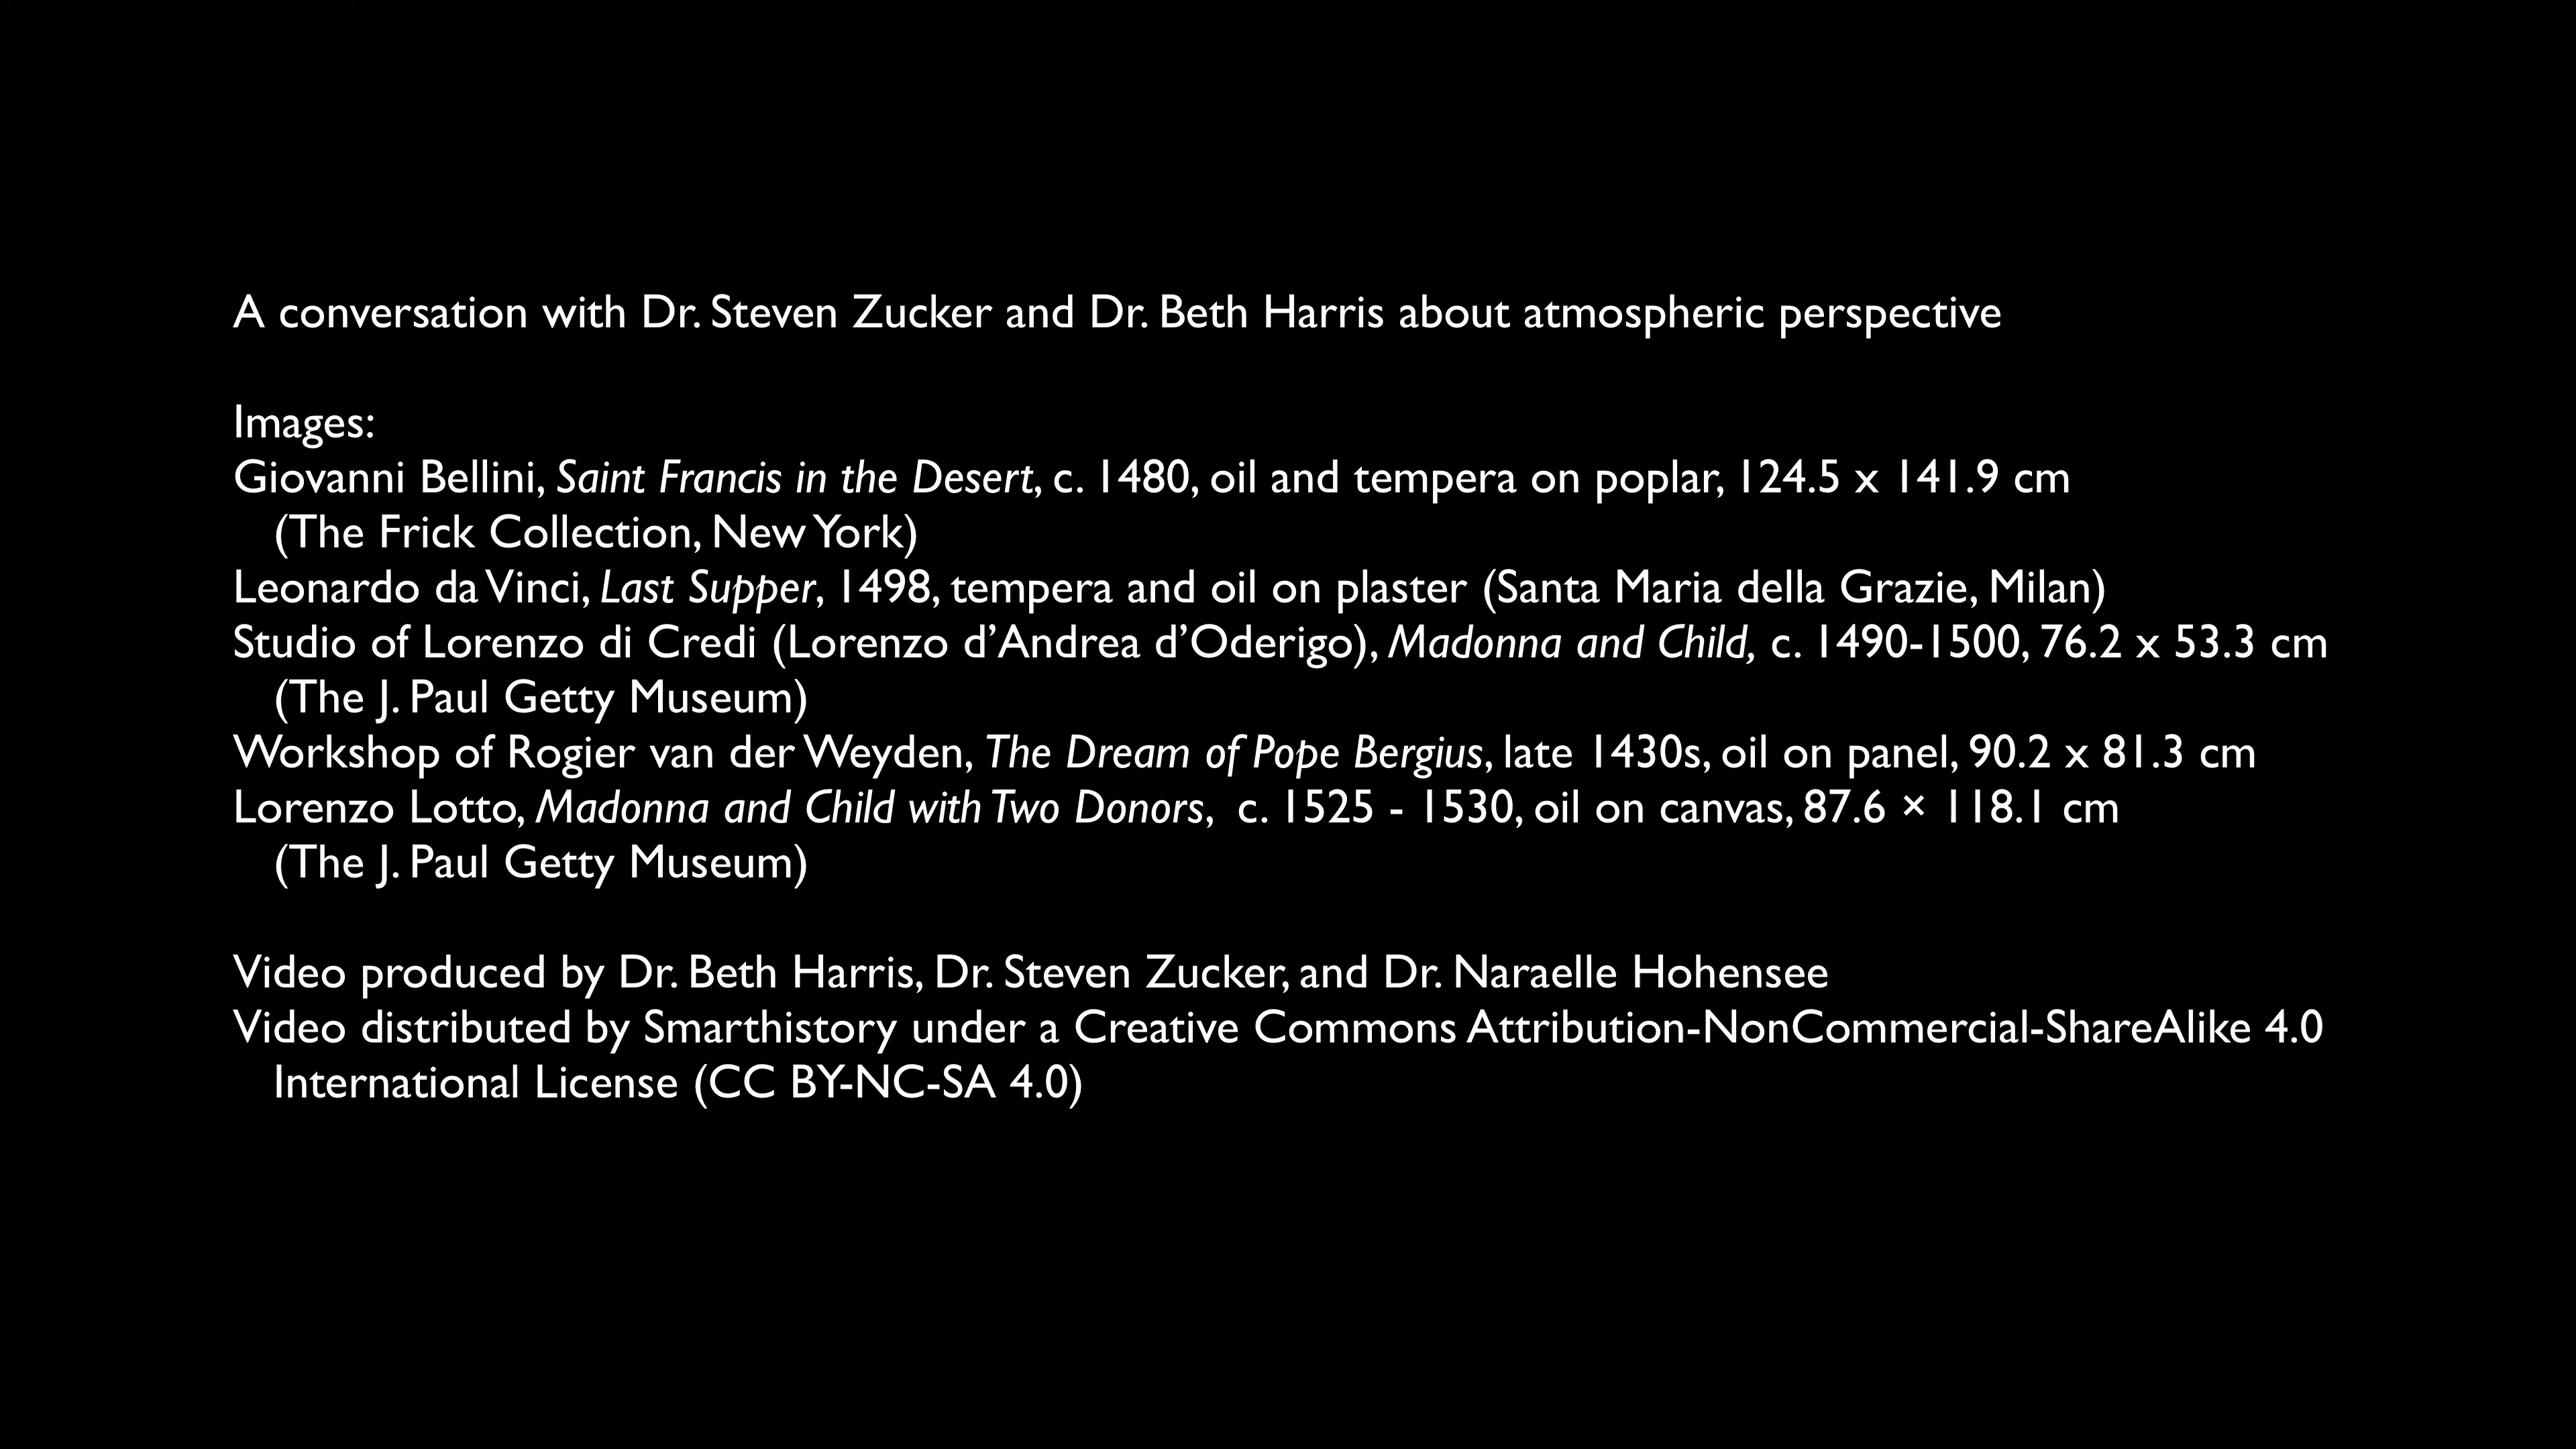 A conversation with Dr. Steven Zucker and Dr. Beth Harris about atmospheric perspective
Images:
Giovanni Bellini, Saint Francis in the Desert, c. 1480, oil and tempera on poplar, 124.5 x 141.9 cm
(The Frick Collection, New York)
Leonardo da Vinci, Last Supper, 1498, tempera and oil on plaster (Santa Maria della Grazie, Milan)
Studio of Lorenzo di Credi (Lorenzo d’Andrea d’Oderigo), Madonna and Child, c. 1490-1500, 76.2 x 53.3 cm
(The J. Paul Getty Museum)
Workshop of Rogier van der Weyden, The Dream of Pope Bergius, late 1430s, oil on panel, 90.2 x 81.3 cm
Lorenzo Lotto, Madonna and Child with Two Donors,  c. 1525 - 1530, oil on canvas, 87.6 × 118.1 cm
(The J. Paul Getty Museum)
Video produced by Dr. Beth Harris, Dr. Steven Zucker, and Dr. Naraelle Hohensee
Video distributed by Smarthistory under a Creative Commons Attribution-NonCommercial-ShareAlike 4.0
International License (CC BY-NC-SA 4.0)